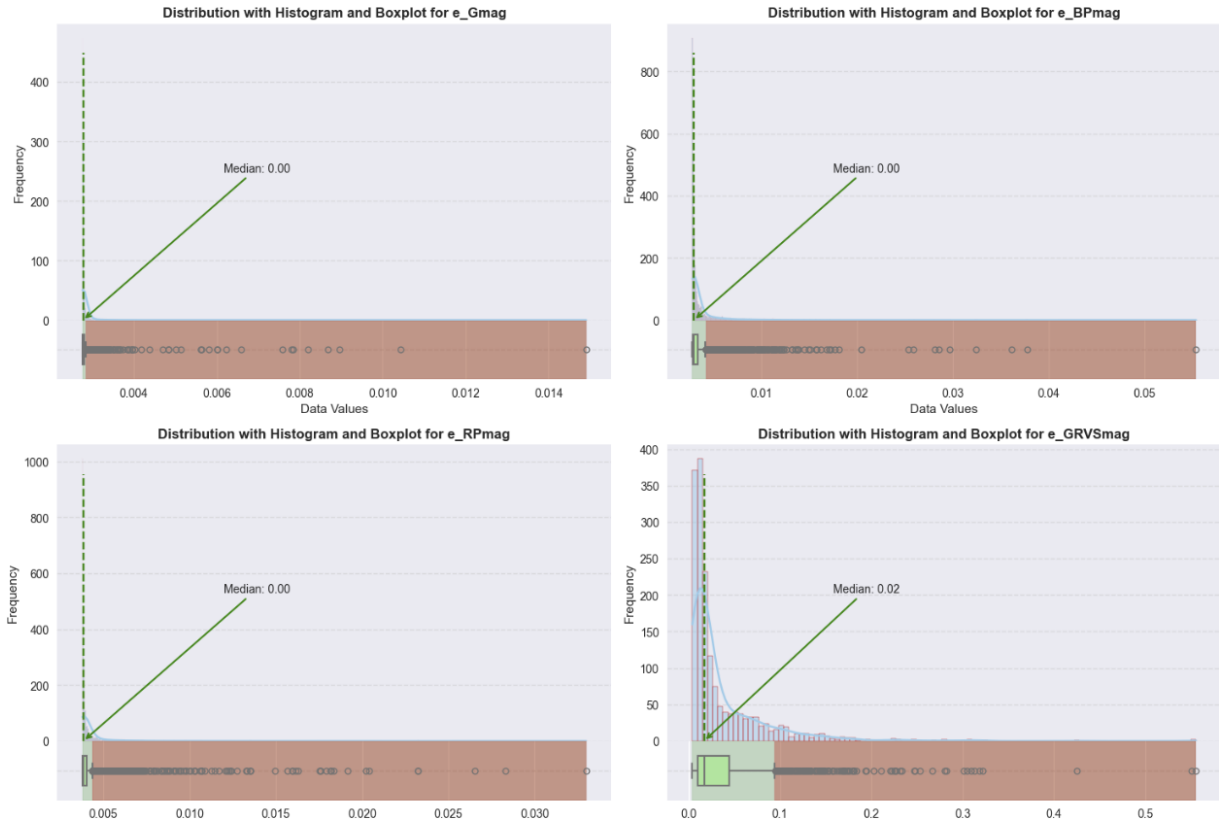 Distribution with Histogram and Boxplot for e_Gmag
400
300
200
100
0
Frequency
Median: 0.00
0.004 0.006 0.008 0.010 0.012 0.014
Data Values
Distribution with Histogram and Boxplot for e_BPmag
800
600
400
200
0
Frequency
Median: 0.00
0.01 0.02 0.03 0.04 0.05
Data Values
Distribution with Histogram and Boxplot for e_RPmag
1000
800
600
400
200
0
Frequency
Median: 0.00
0.005 0.010 0.015 0.020 0.025 0.030
Distribution with Histogram and Boxplot for e_GRVSmag
400
350
300
250
200
150
100
50
0
Frequency
Median: 0.02
0.0 0.1 0.2 0.3 0.4 0.5